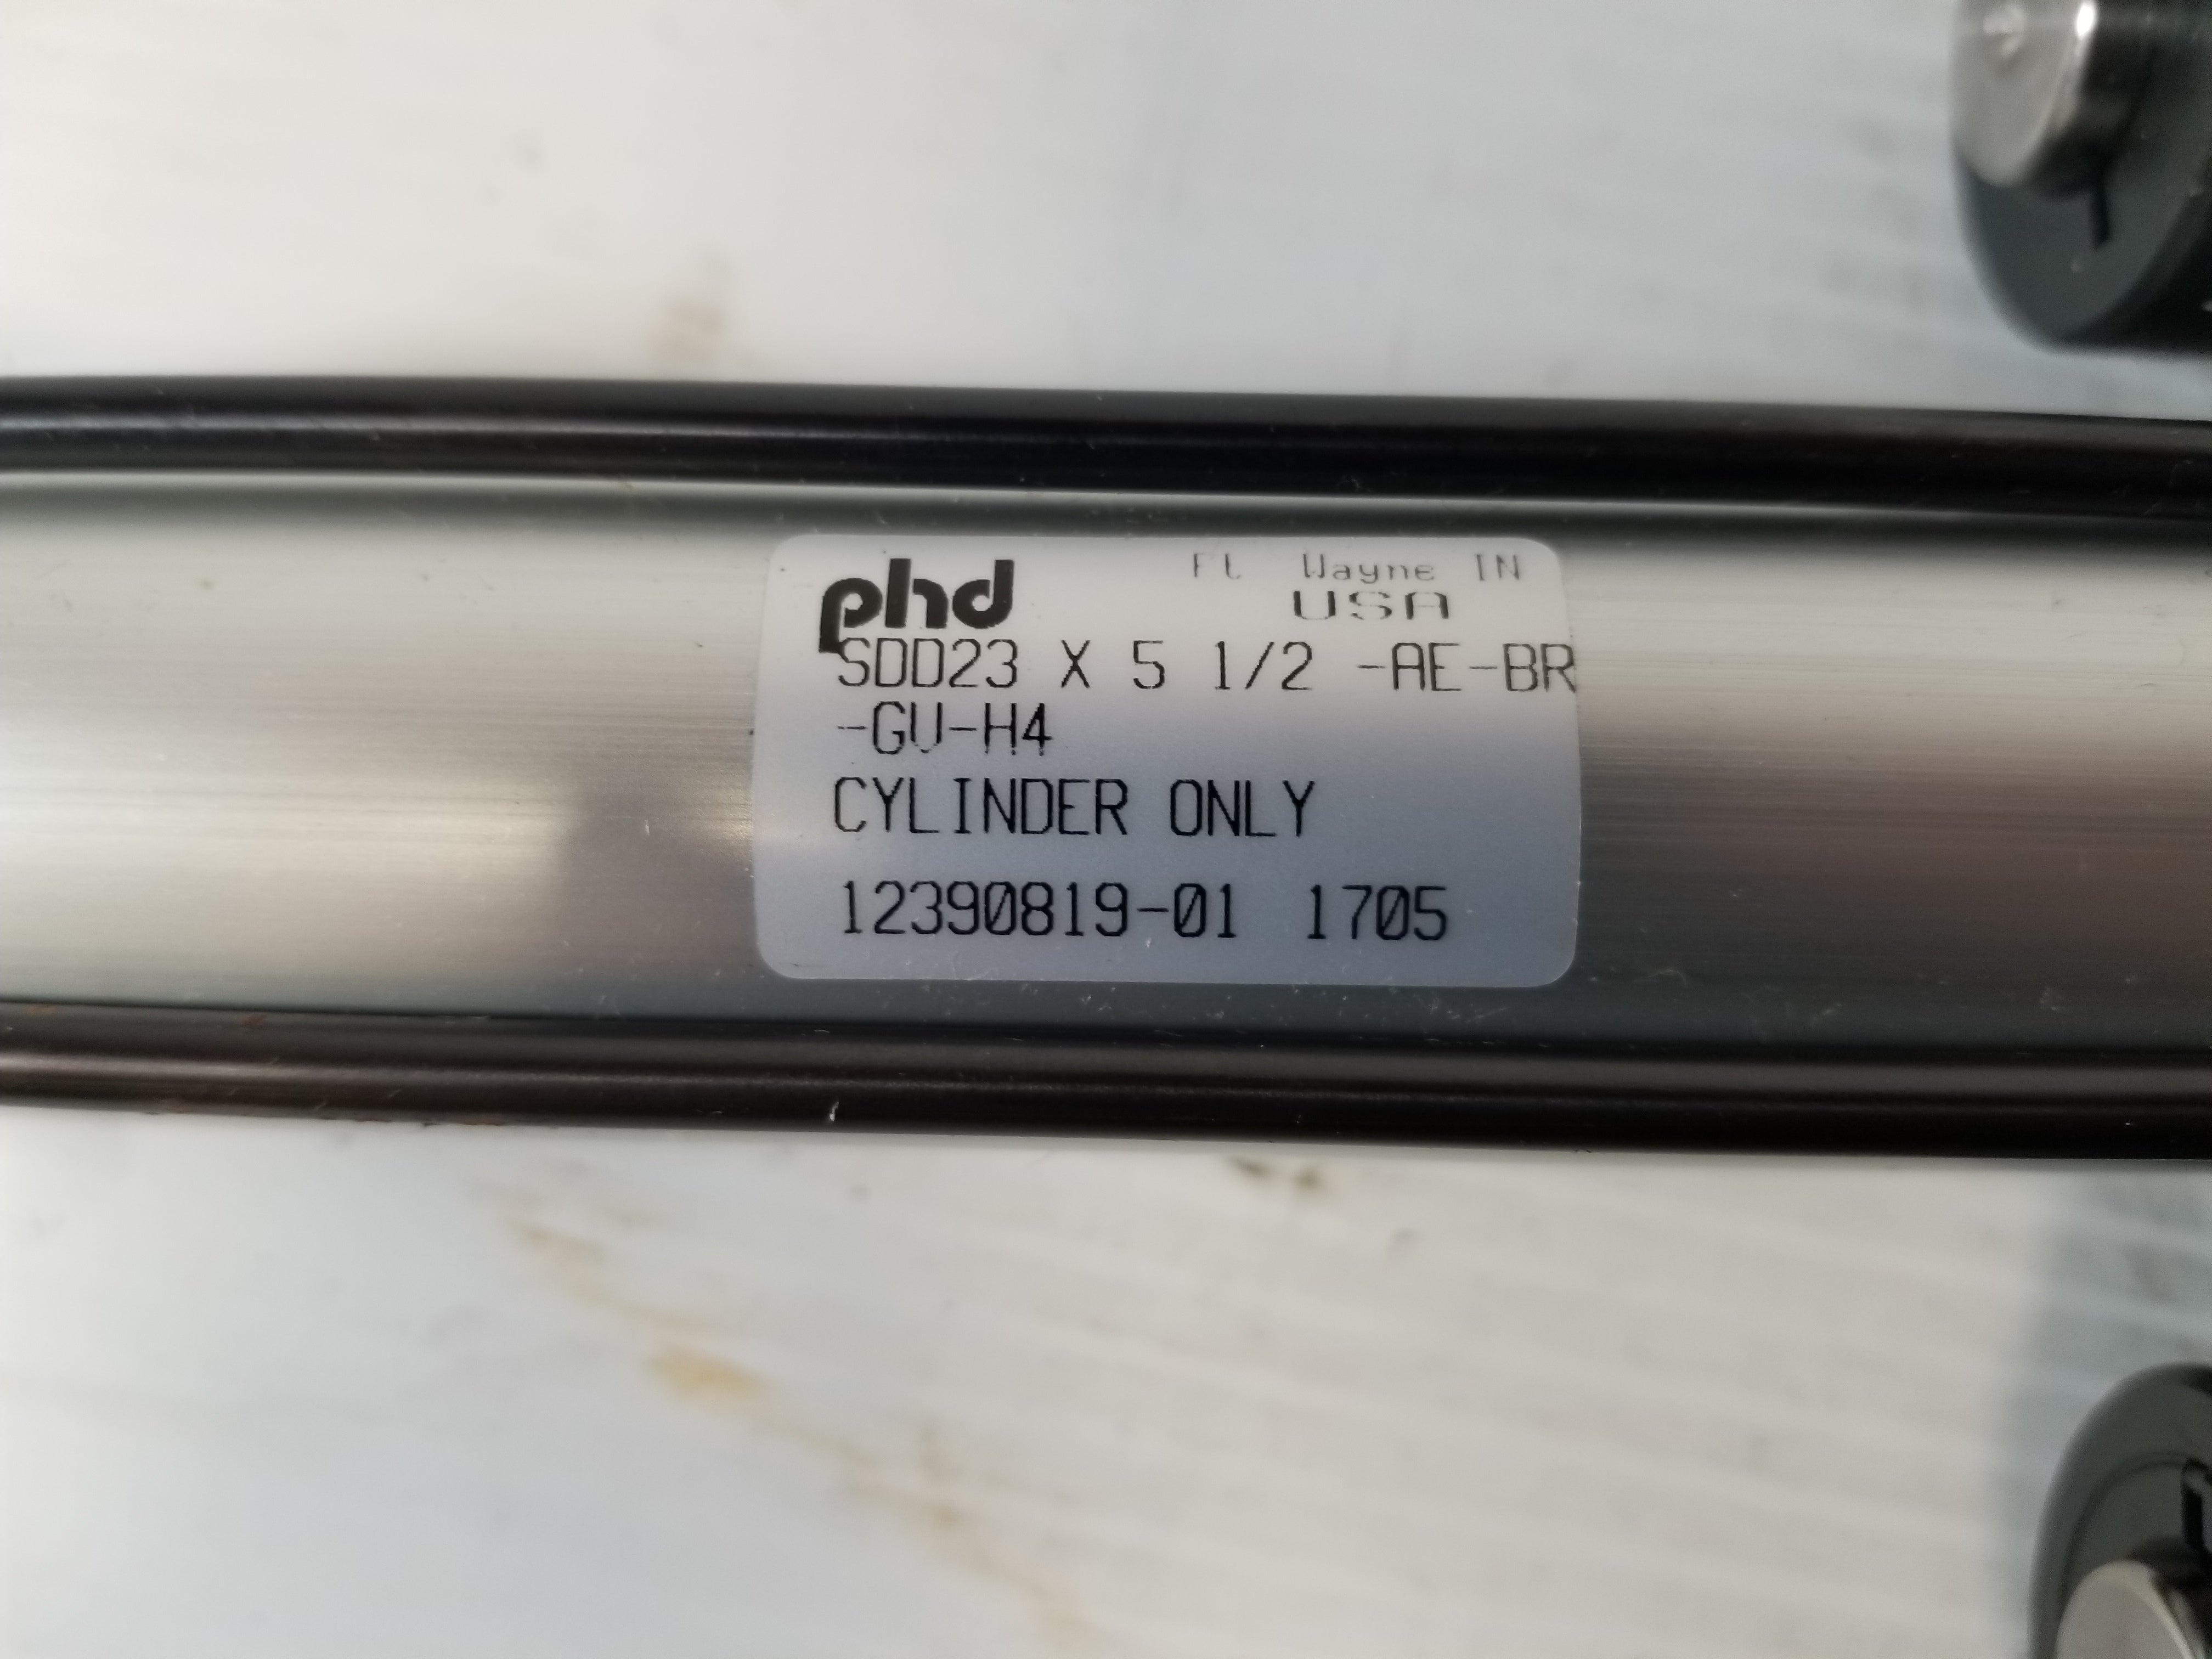 phd
Ft Wayne IN
USA
SDD23 X 5 1/2 -AE-BR
-GU-H4
CYLINDER ONLY
12390819-01 1705